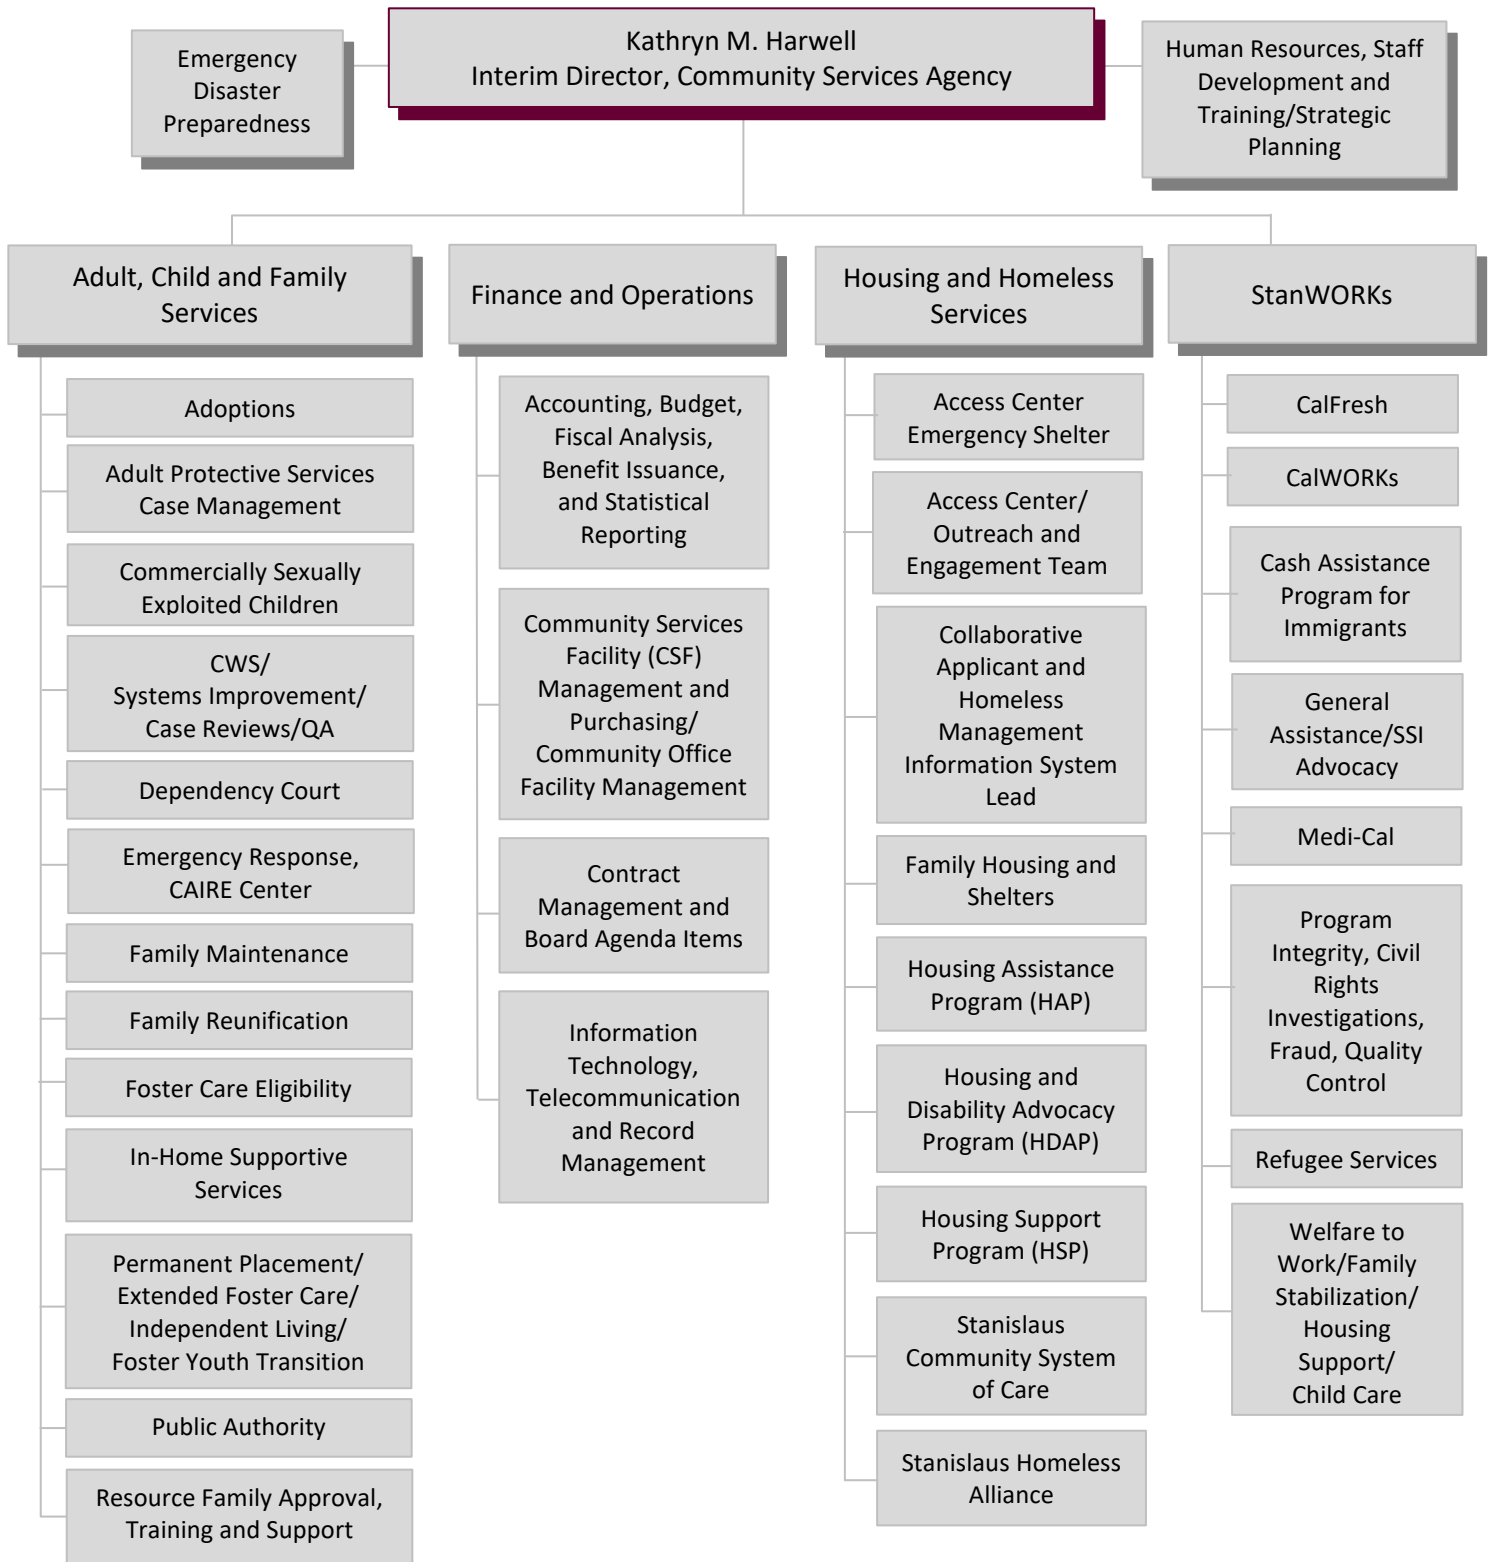 Kathryn M. Harwell
Interim Director, Community Services Agency
Emergency
Disaster
Preparedness
Human Resources, Staff
Development and
Training/Strategic
Planning
Adult, Child and Family
Services
Adoptions
Adult Protective Services
Case Management
Commercially Sexually
Exploited Children
CWS/
Systems Improvement/
Case Reviews/QA
Dependency Court
Emergency Response,
CAIRE Center
Family Maintenance
Family Reunification
Foster Care Eligibility
In-Home Supportive
Services
Permanent Placement/
Extended Foster Care/
Independent Living/
Foster Youth Transition
Public Authority
Resource Family Approval,
Training and Support
Finance and Operations
Accounting, Budget,
Fiscal Analysis,
Benefit Issuance,
and Statistical
Reporting
Community Services
Facility (CSF)
Management and
Purchasing/
Community Office
Facility Management
Contract
Management and
Board Agenda Items
Information
Technology,
Telecommunication
and Record
Management
Housing and Homeless
Services
Access Center
Emergency Shelter
Access Center/
Outreach and
Engagement Team
Collaborative
Applicant and
Homeless
Management
Information System
Lead
Family Housing and
Shelters
Housing Assistance
Program (HAP)
Housing and
Disability Advocacy
Program (HDAP)
Housing Support
Program (HSP)
Stanislaus
Community System
of Care
Stanislaus Homeless
Alliance
StanWORKs
CalFresh
CalWORKs
Cash Assistance
Program for
Immigrants
General
Assistance/SSI
Advocacy
Medi-Cal
Program
Integrity, Civil
Rights
Investigations,
Fraud, Quality
Control
Refugee Services
Welfare to
Work/Family
Stabilization/
Housing
Support/
Child Care